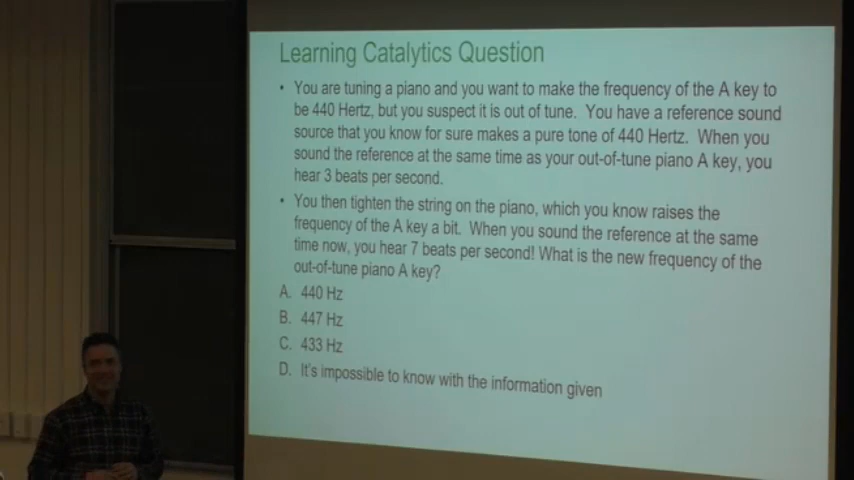 Learning Catalytics Question
• You are tuning a piano and you want to make the frequency of the A key to
be 440 Hertz, but you suspect it is out of tune. You have a reference sound
source that you know for sure makes a pure tone of 440 Hertz. When you
sound the reference at the same time as your out-of-tune piano A key, you
hear 3 beats per second.
• You then tighten the string on the piano, which you know raises the
frequency of the A key a bit. When you sound the reference at the same
time now, you hear 7 beats per second! What is the new frequency of the
out-of-tune piano A key?
A. 440 Hz
B. 447 Hz
C. 433 Hz
D. It's impossible to know with the information given